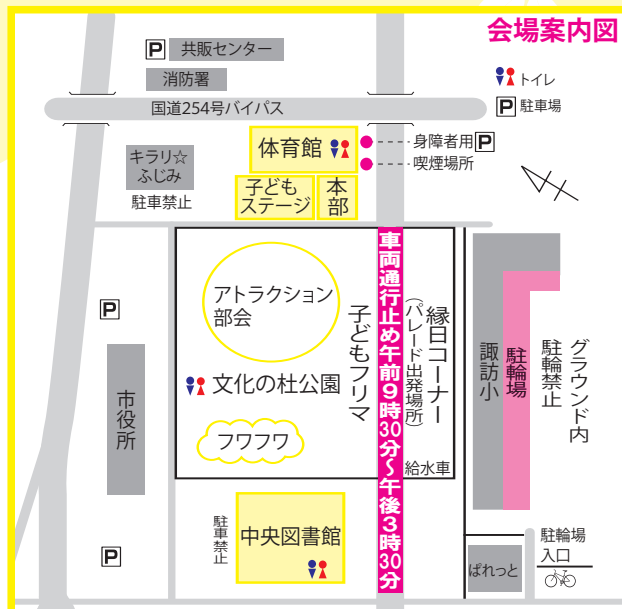 会場案内図
P 共販センター
消防署
トイレ
P 駐車場
国道254号バイパス
体育館
身障者用P
喫煙場所
キラリ☆
ふじみ
駐車禁止
子ども
ステージ
本
部
アトラクション
部会
P
文化の杜公園
フワフワ
子どもフリマ
車両通行止め午前9時30分〜午後3時30分
縁日コーナー
(パレード出発場所)
給水車
諏訪小
駐輪場
グラウンド内
駐輪禁止
市役所
P
駐車禁止
中央図書館
ぱれっと
駐輪場
入口